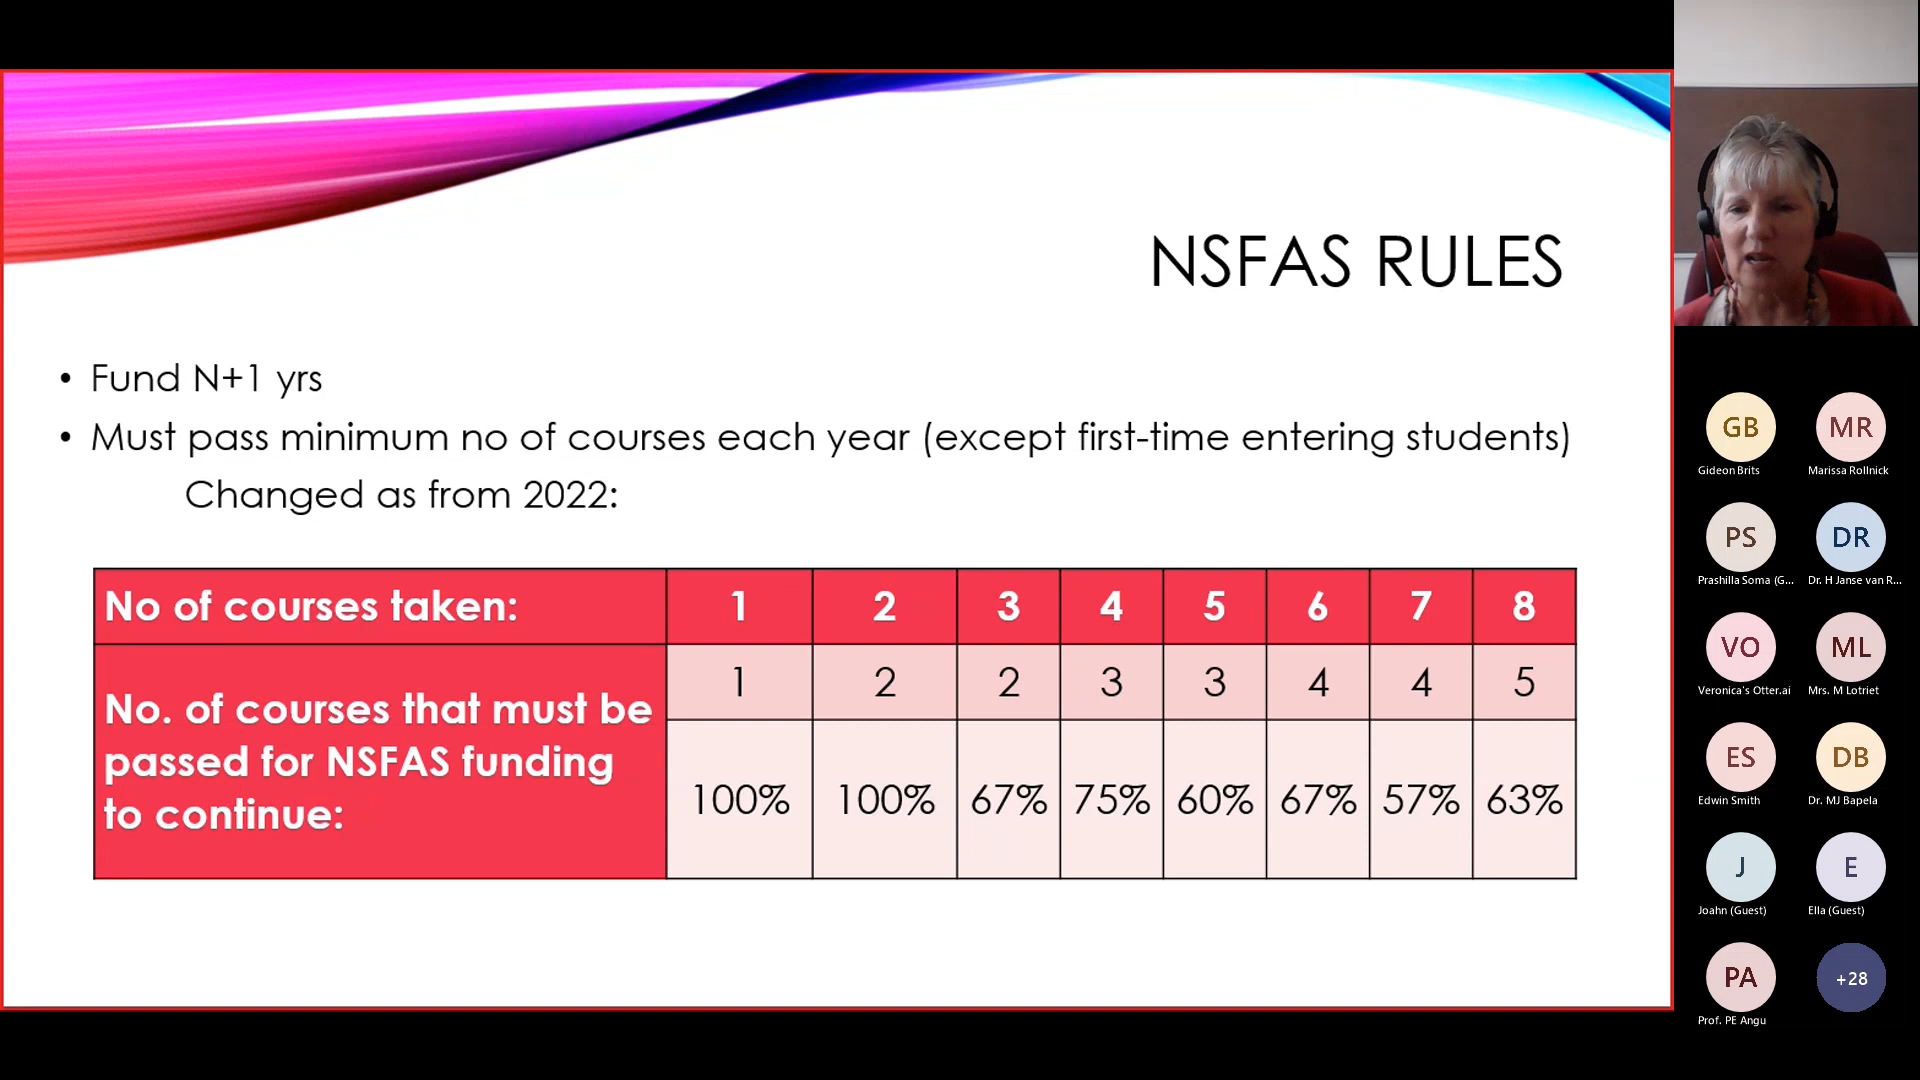 NSFAS RULES
• Fund N+1 yrs
• Must pass minimum no of courses each year (except first-time entering students)
Changed as from 2022:
No of courses taken: 1 2 3 4 5 6 7 8
No. of courses that must be
passed for NSFAS funding
to continue:
1 2 2 3 3 4 4 5
100% 100% 67% 75% 60% 67% 57% 63%
GB MR
Gideon Brits Marissa Rollnick
PS DR
Prashilla Soma (G... Dr. H Janse van R...
VO ML
Veronica's Otter.ai Mrs. M Lotriet
ES DB
Edwin Smith Dr. MJ Bapela
J E
Joahn (Guest) Ella (Guest)
PA +28
Prof. PE Angu